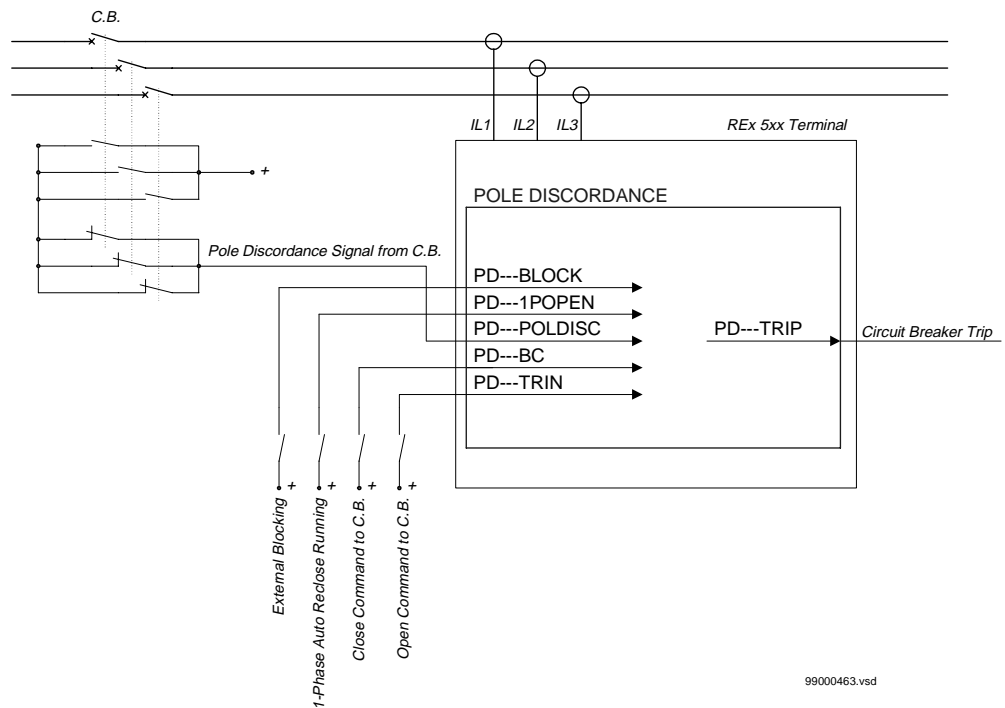 C.B.
IL1
IL2
IL3
REx 5xx Terminal
+
POLE DISCORDANCE
Pole Discordance Signal from C.B.
PD---BLOCK
PD---1POPEN
PD---POLDISC
PD---BC
PD---TRIN
PD---TRIP
Circuit Breaker Trip
+
+
+
+
External Blocking
1-Phase Auto Reclose Running
Close Command to C.B.
Open Command to C.B.
99000463.vsd